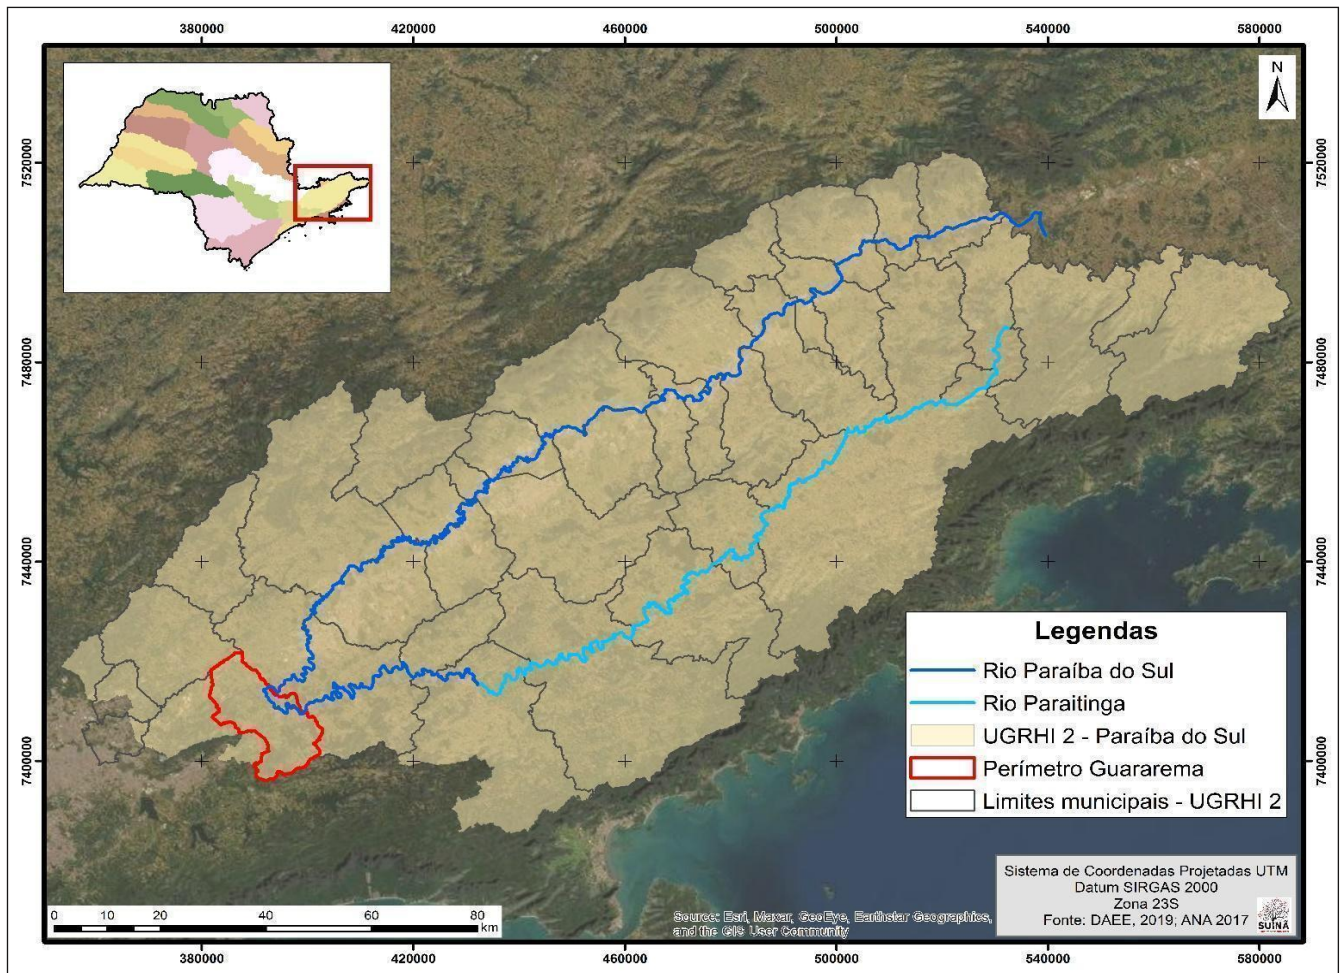 380000 420000 460000 500000 540000 580000
N
7520000 7520000
7480000 7480000
7440000 7440000
7400000 7400000
Legendas
Rio Paraíba do Sul
Rio Paraitinga
UGRHI 2 - Paraíba do Sul
Perímetro Guararema
Limites municipais - UGRHI 2
Sistema de Coordenadas Projetadas UTM
Datum SIRGAS 2000
Zona 23S
Fonte: DAEE, 2019; ANA 2017
SUINÃ
Source: Esri, Maxar, GeoEye, Earthstar Geographics,
and the GIS User Community
0 10 20 40 60 80
km
380000 420000 460000 500000 540000 580000